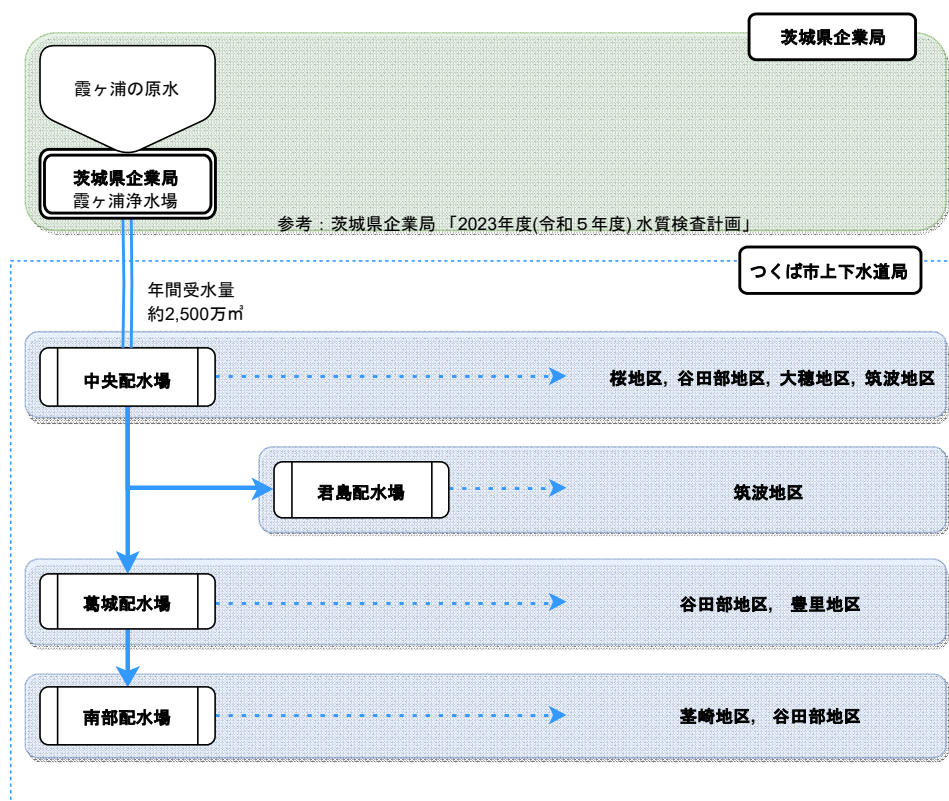 茨城県企業局
霞ヶ浦の原水
茨城県企業局
霞ヶ浦浄水場
参考：茨城県企業局 「2023年度(令和５年度) 水質検査計画」
つくば市上下水道局
年間受水量
約2,500万㎥
中央配水場
桜地区, 谷田部地区, 大穂地区, 筑波地区
君島配水場
筑波地区
葛城配水場
谷田部地区,　豊里地区
南部配水場
茎崎地区,　谷田部地区